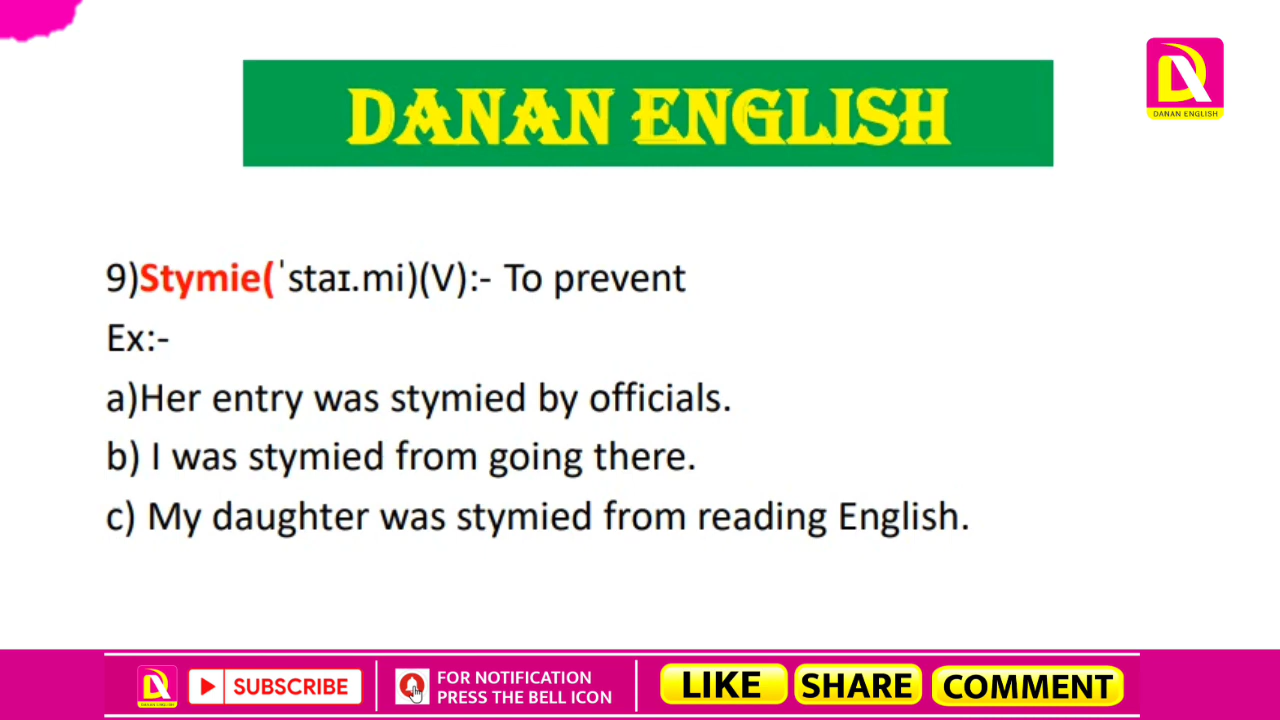 DANAN ENGLISH
DANAN ENGLISH
9)Stymie(ˈstaɪ.mi)(V):- To prevent
Ex:-
a)Her entry was stymied by officials.
b) I was stymied from going there.
c) My daughter was stymied from reading English.
DANAN ENGLISH
SUBSCRIBE
FOR NOTIFICATION
PRESS THE BELL ICON
LIKE
SHARE
COMMENT